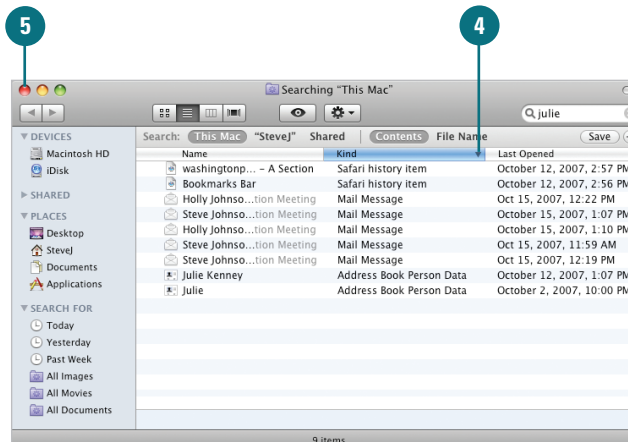 5
4
Searching “This Mac”
julie
DEVICES
Macintosh HD
iDisk
SHARED
PLACES
Desktop
SteveJ
Documents
Applications
SEARCH FOR
Today
Yesterday
Past Week
All Images
All Movies
All Documents
Search: This Mac "SteveJ" Shared Contents File Name Save
Name Kind Last Opened
washingtonp... – A Section Safari history item October 12, 2007, 2:57 PM
Bookmarks Bar Safari history item October 12, 2007, 2:56 PM
Holly Johnso...tion Meeting Mail Message Oct 15, 2007, 12:22 PM
Steve Johnso...tion Meeting Mail Message October 15, 2007, 1:07 PM
Holly Johnso...tion Meeting Mail Message October 15, 2007, 1:10 PM
Steve Johnso...tion Meeting Mail Message Oct 15, 2007, 11:59 AM
Steve Johnso...tion Meeting Mail Message Oct 15, 2007, 12:19 PM
Julie Kenney Address Book Person Data October 12, 2007, 1:07 PM
Julie Address Book Person Data October 2, 2007, 10:00 PM
9 items